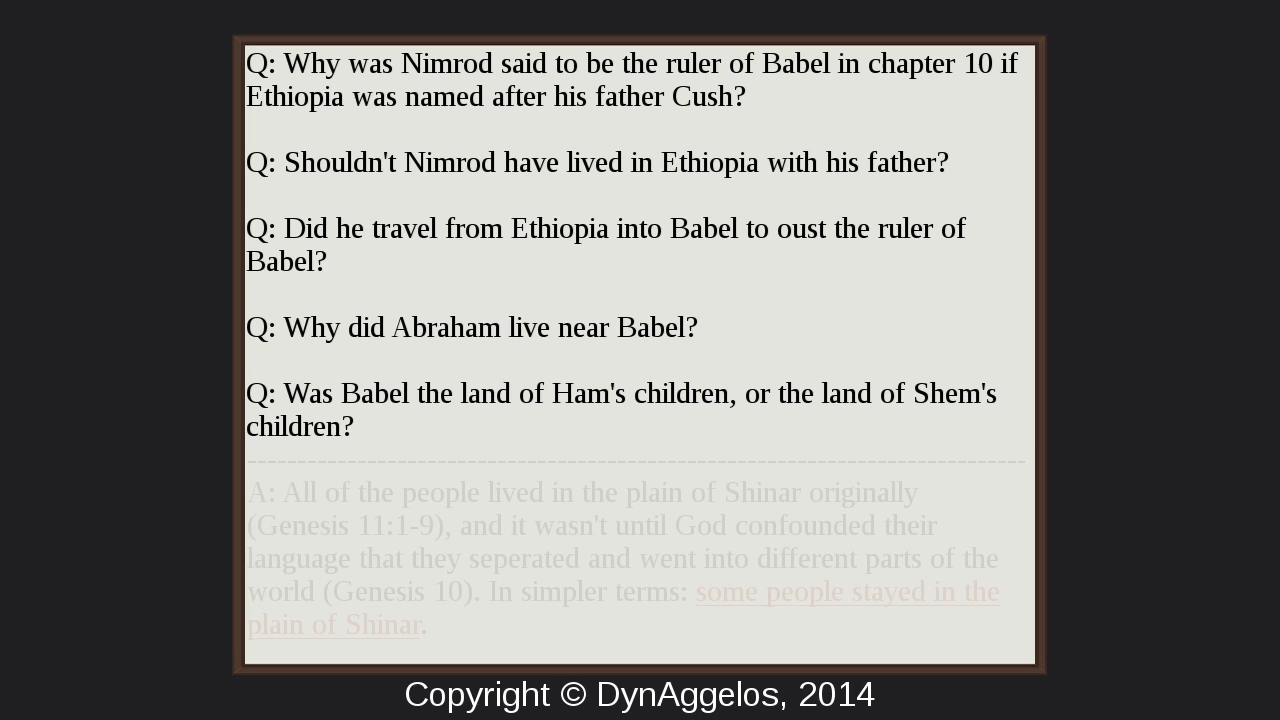 Q: Why was Nimrod said to be the ruler of Babel in chapter 10 if
Ethiopia was named after his father Cush?
Q: Shouldn't Nimrod have lived in Ethiopia with his father?
Q: Did he travel from Ethiopia into Babel to oust the ruler of
Babel?
Q: Why did Abraham live near Babel?
Q: Was Babel the land of Ham's children, or the land of Shem's
children?
A: All of the people lived in the plain of Shinar originally
(Genesis 11:1-9), and it wasn't until God confounded their
language that they seperated and went into different parts of the
world (Genesis 10). In simpler terms: some people stayed in the
plain of Shinar.
Copyright © DynAggelos, 2014